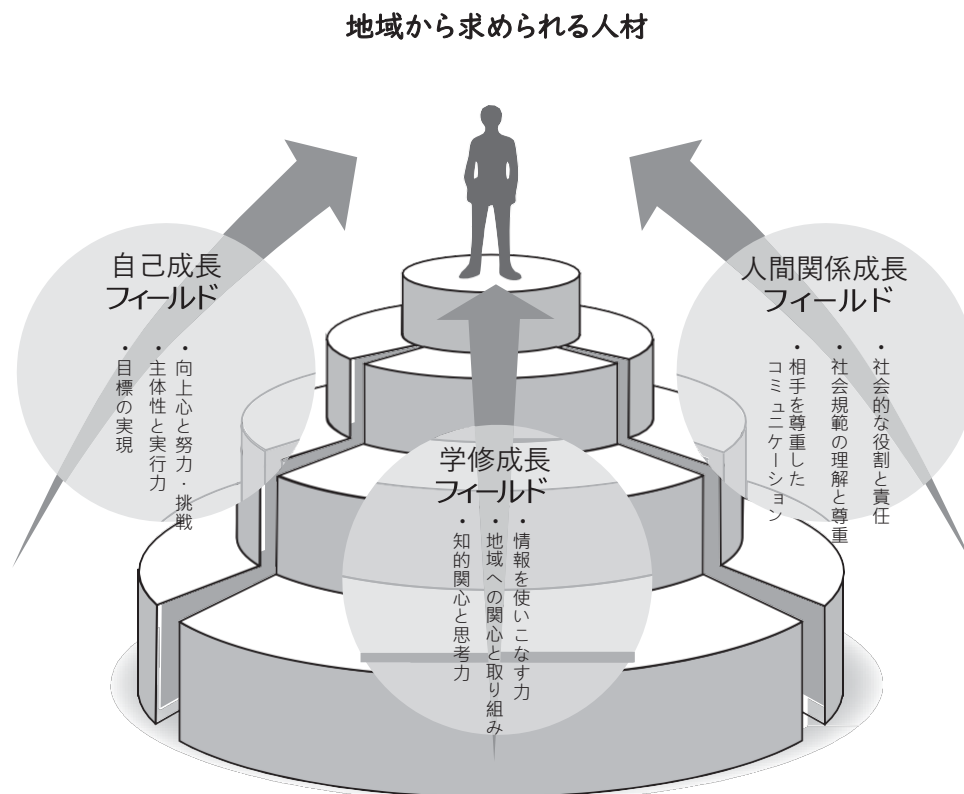 地域から求められる人材
自己成長
フィールド
・向上心と努力・挑戦
・主体性と実行力
・目標の実現
学修成長
フィールド
・情報を使いこなす力
・地域への関心と取り組み
・知的関心と思考力
人間関係成長
フィールド
・社会的な役割と責任
・社会規範の理解と尊重
・相手を尊重した
コミュニケーション